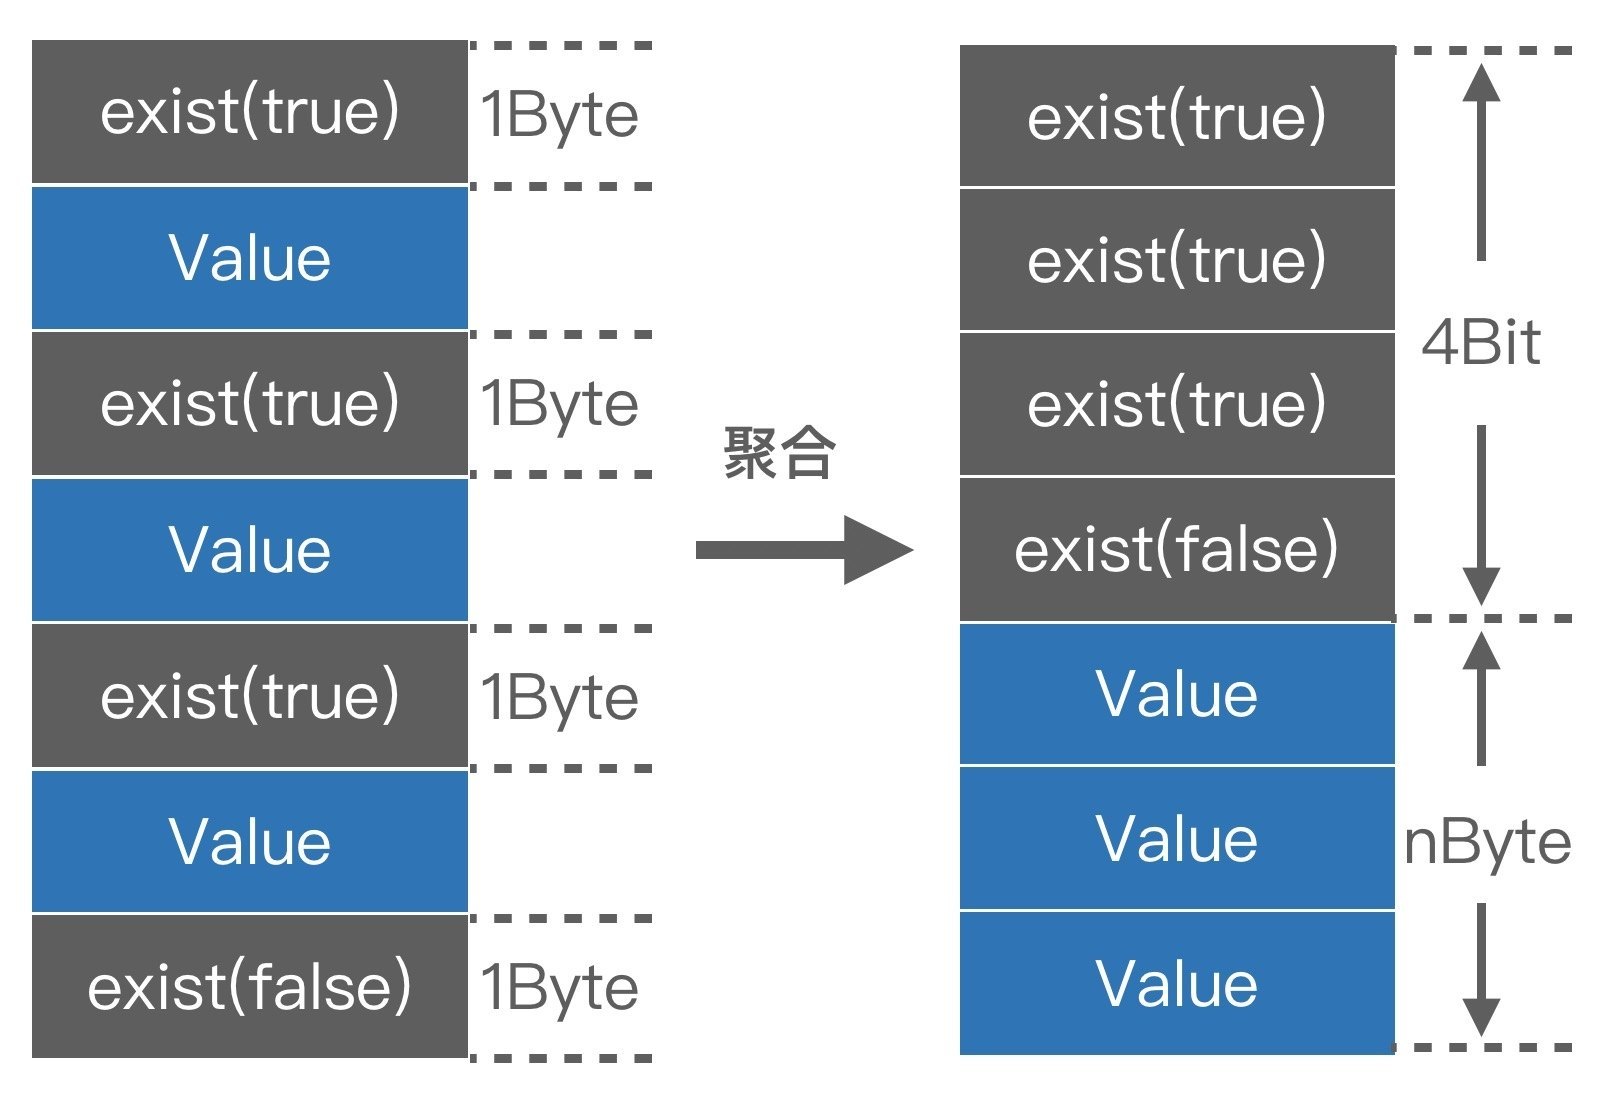 exist(true)
1Byte
Value
exist(true)
1Byte
Value
exist(true)
1Byte
Value
exist(false)
1Byte
聚合
exist(true)
exist(true)
exist(true)
exist(false)
4Bit
Value
Value
Value
nByte